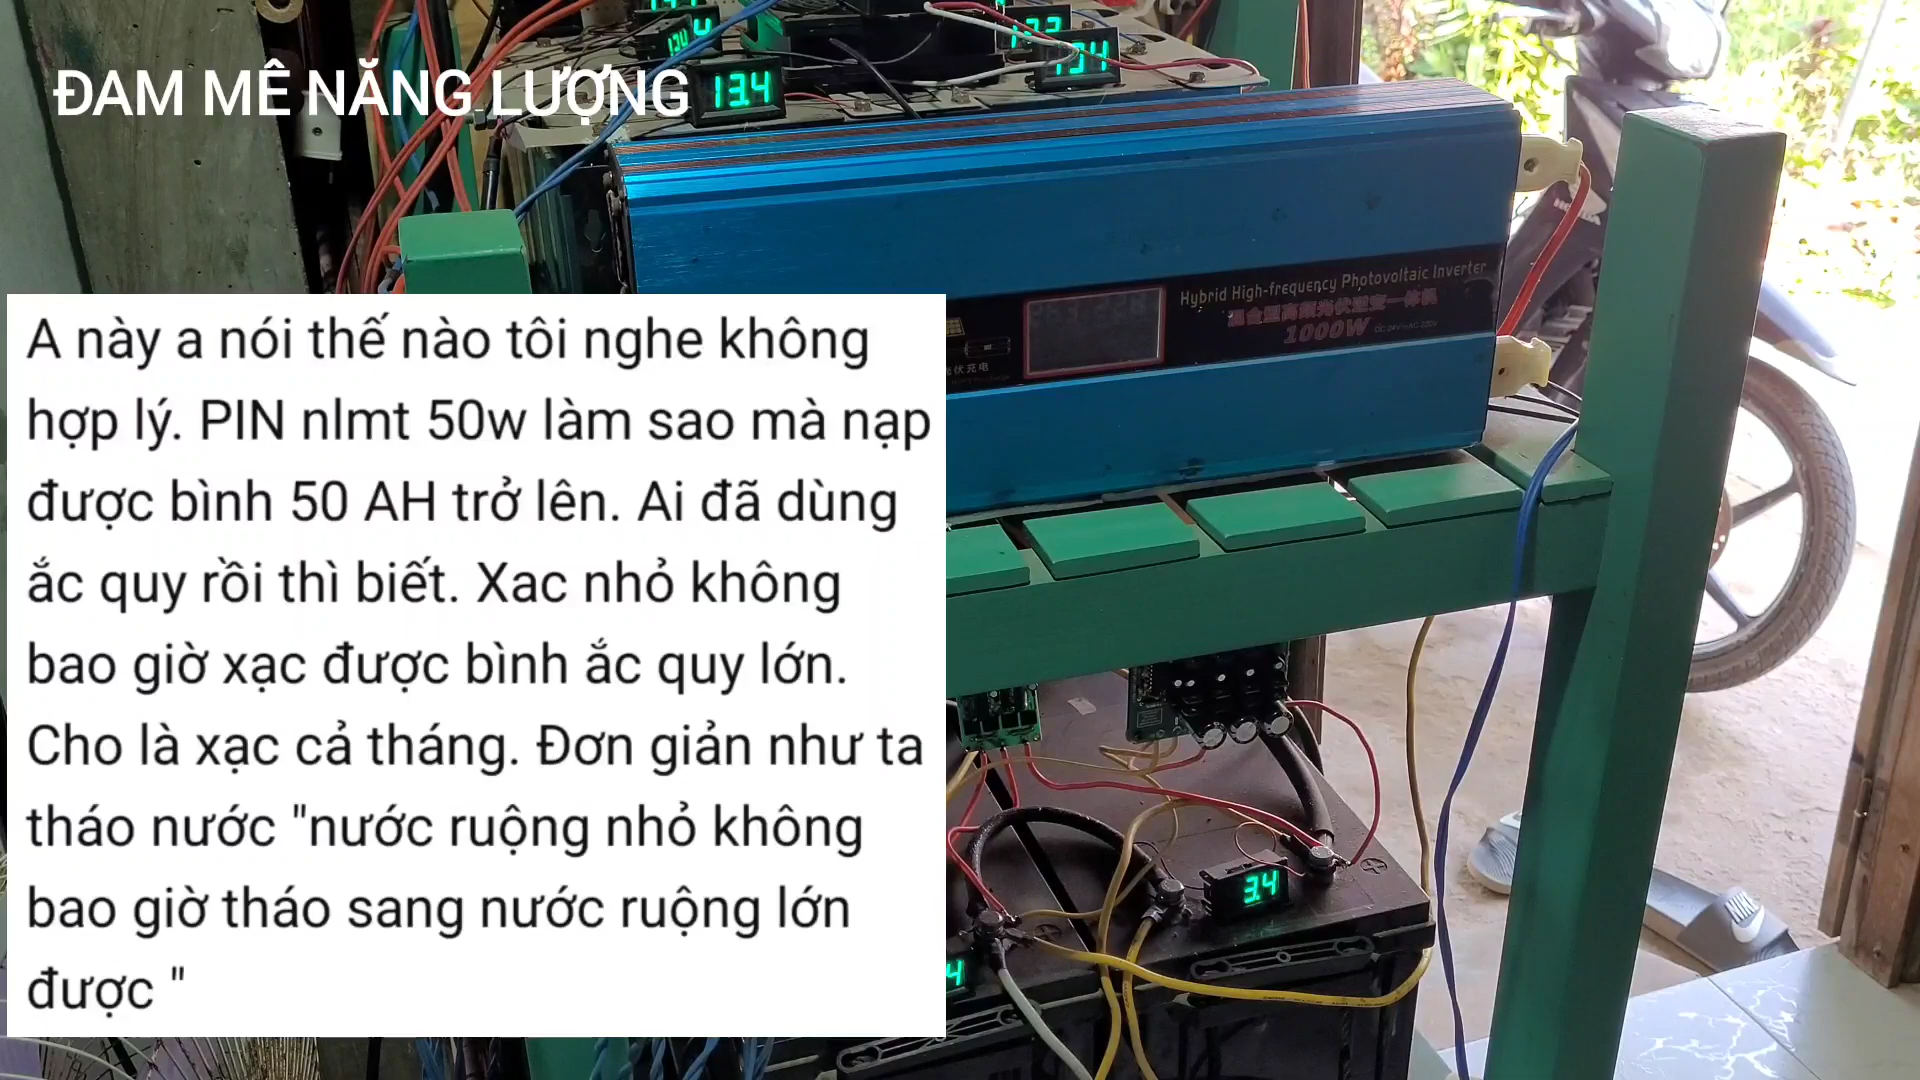 ĐAM MÊ NĂNG LƯỢNG
13.4
Hybrid High-frequency Photovoltaic Inverter
1000W
A này a nói thế nào tôi nghe không
hợp lý. PIN nlmt 50w làm sao mà nạp
được bình 50 AH trở lên. Ai đã dùng
ắc quy rồi thì biết. Xac nhỏ không
bao giờ xạc được bình ắc quy lớn.
Cho là xạc cả tháng. Đơn giản như ta
tháo nước "nước ruộng nhỏ không
bao giờ tháo sang nước ruộng lớn
được "
3.4
NIKE